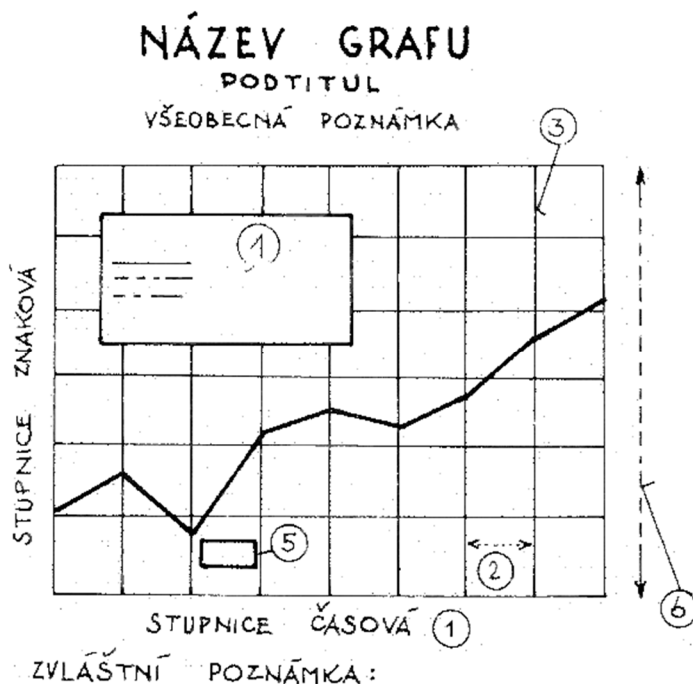 NÁZEV GRAFU
PODTITUL
VŠEOBECNÁ POZNÁMKA
3
1
STUPNICE ZNAKOVÁ
5
2
6
STUPNICE ČASOVÁ 1
ZVLÁŠTNÍ POZNÁMKA: